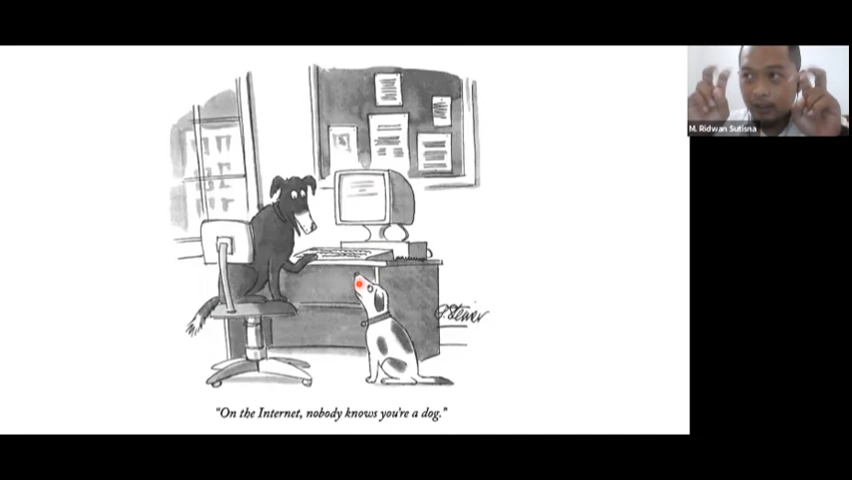 M. Ridwan Sutisna
P. Steiner
“On the Internet, nobody knows you’re a dog.”